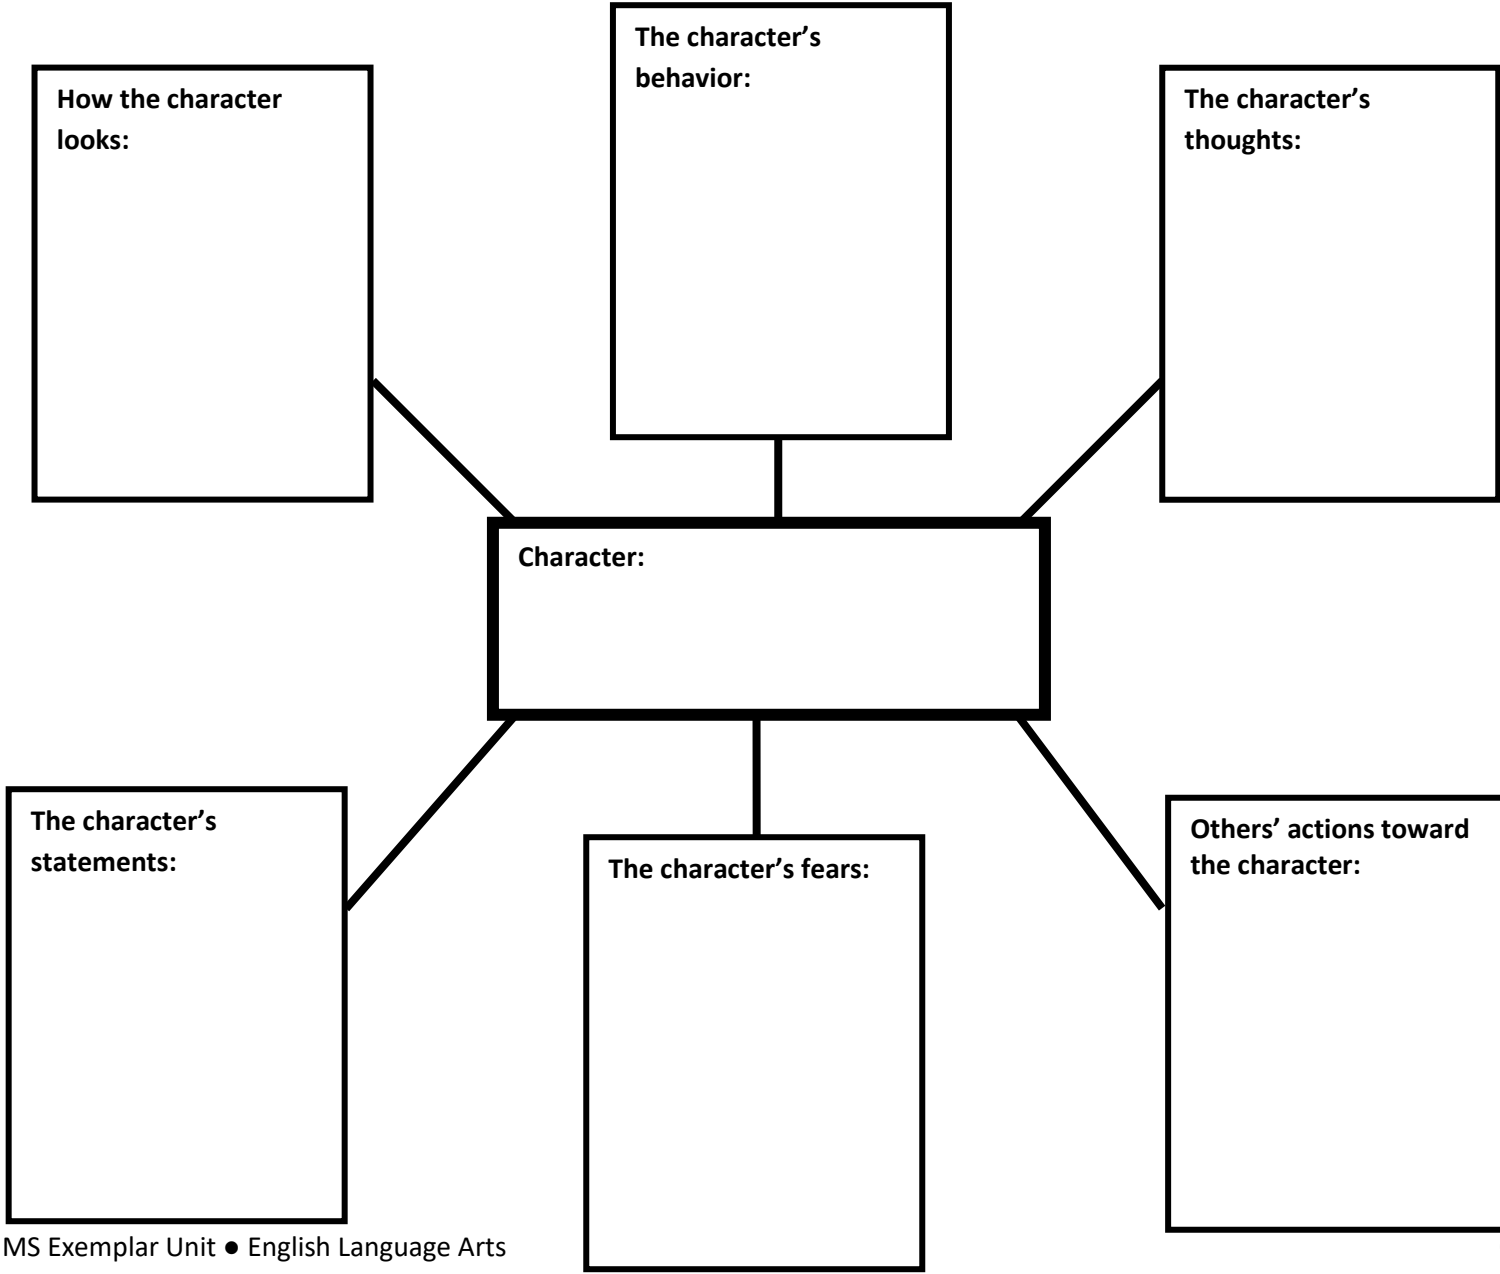 The character’s
behavior:
How the character
looks:
The character’s
thoughts:
Character:
The character’s
statements:
The character’s fears:
Others’ actions toward
the character:
MS Exemplar Unit ● English Language Arts